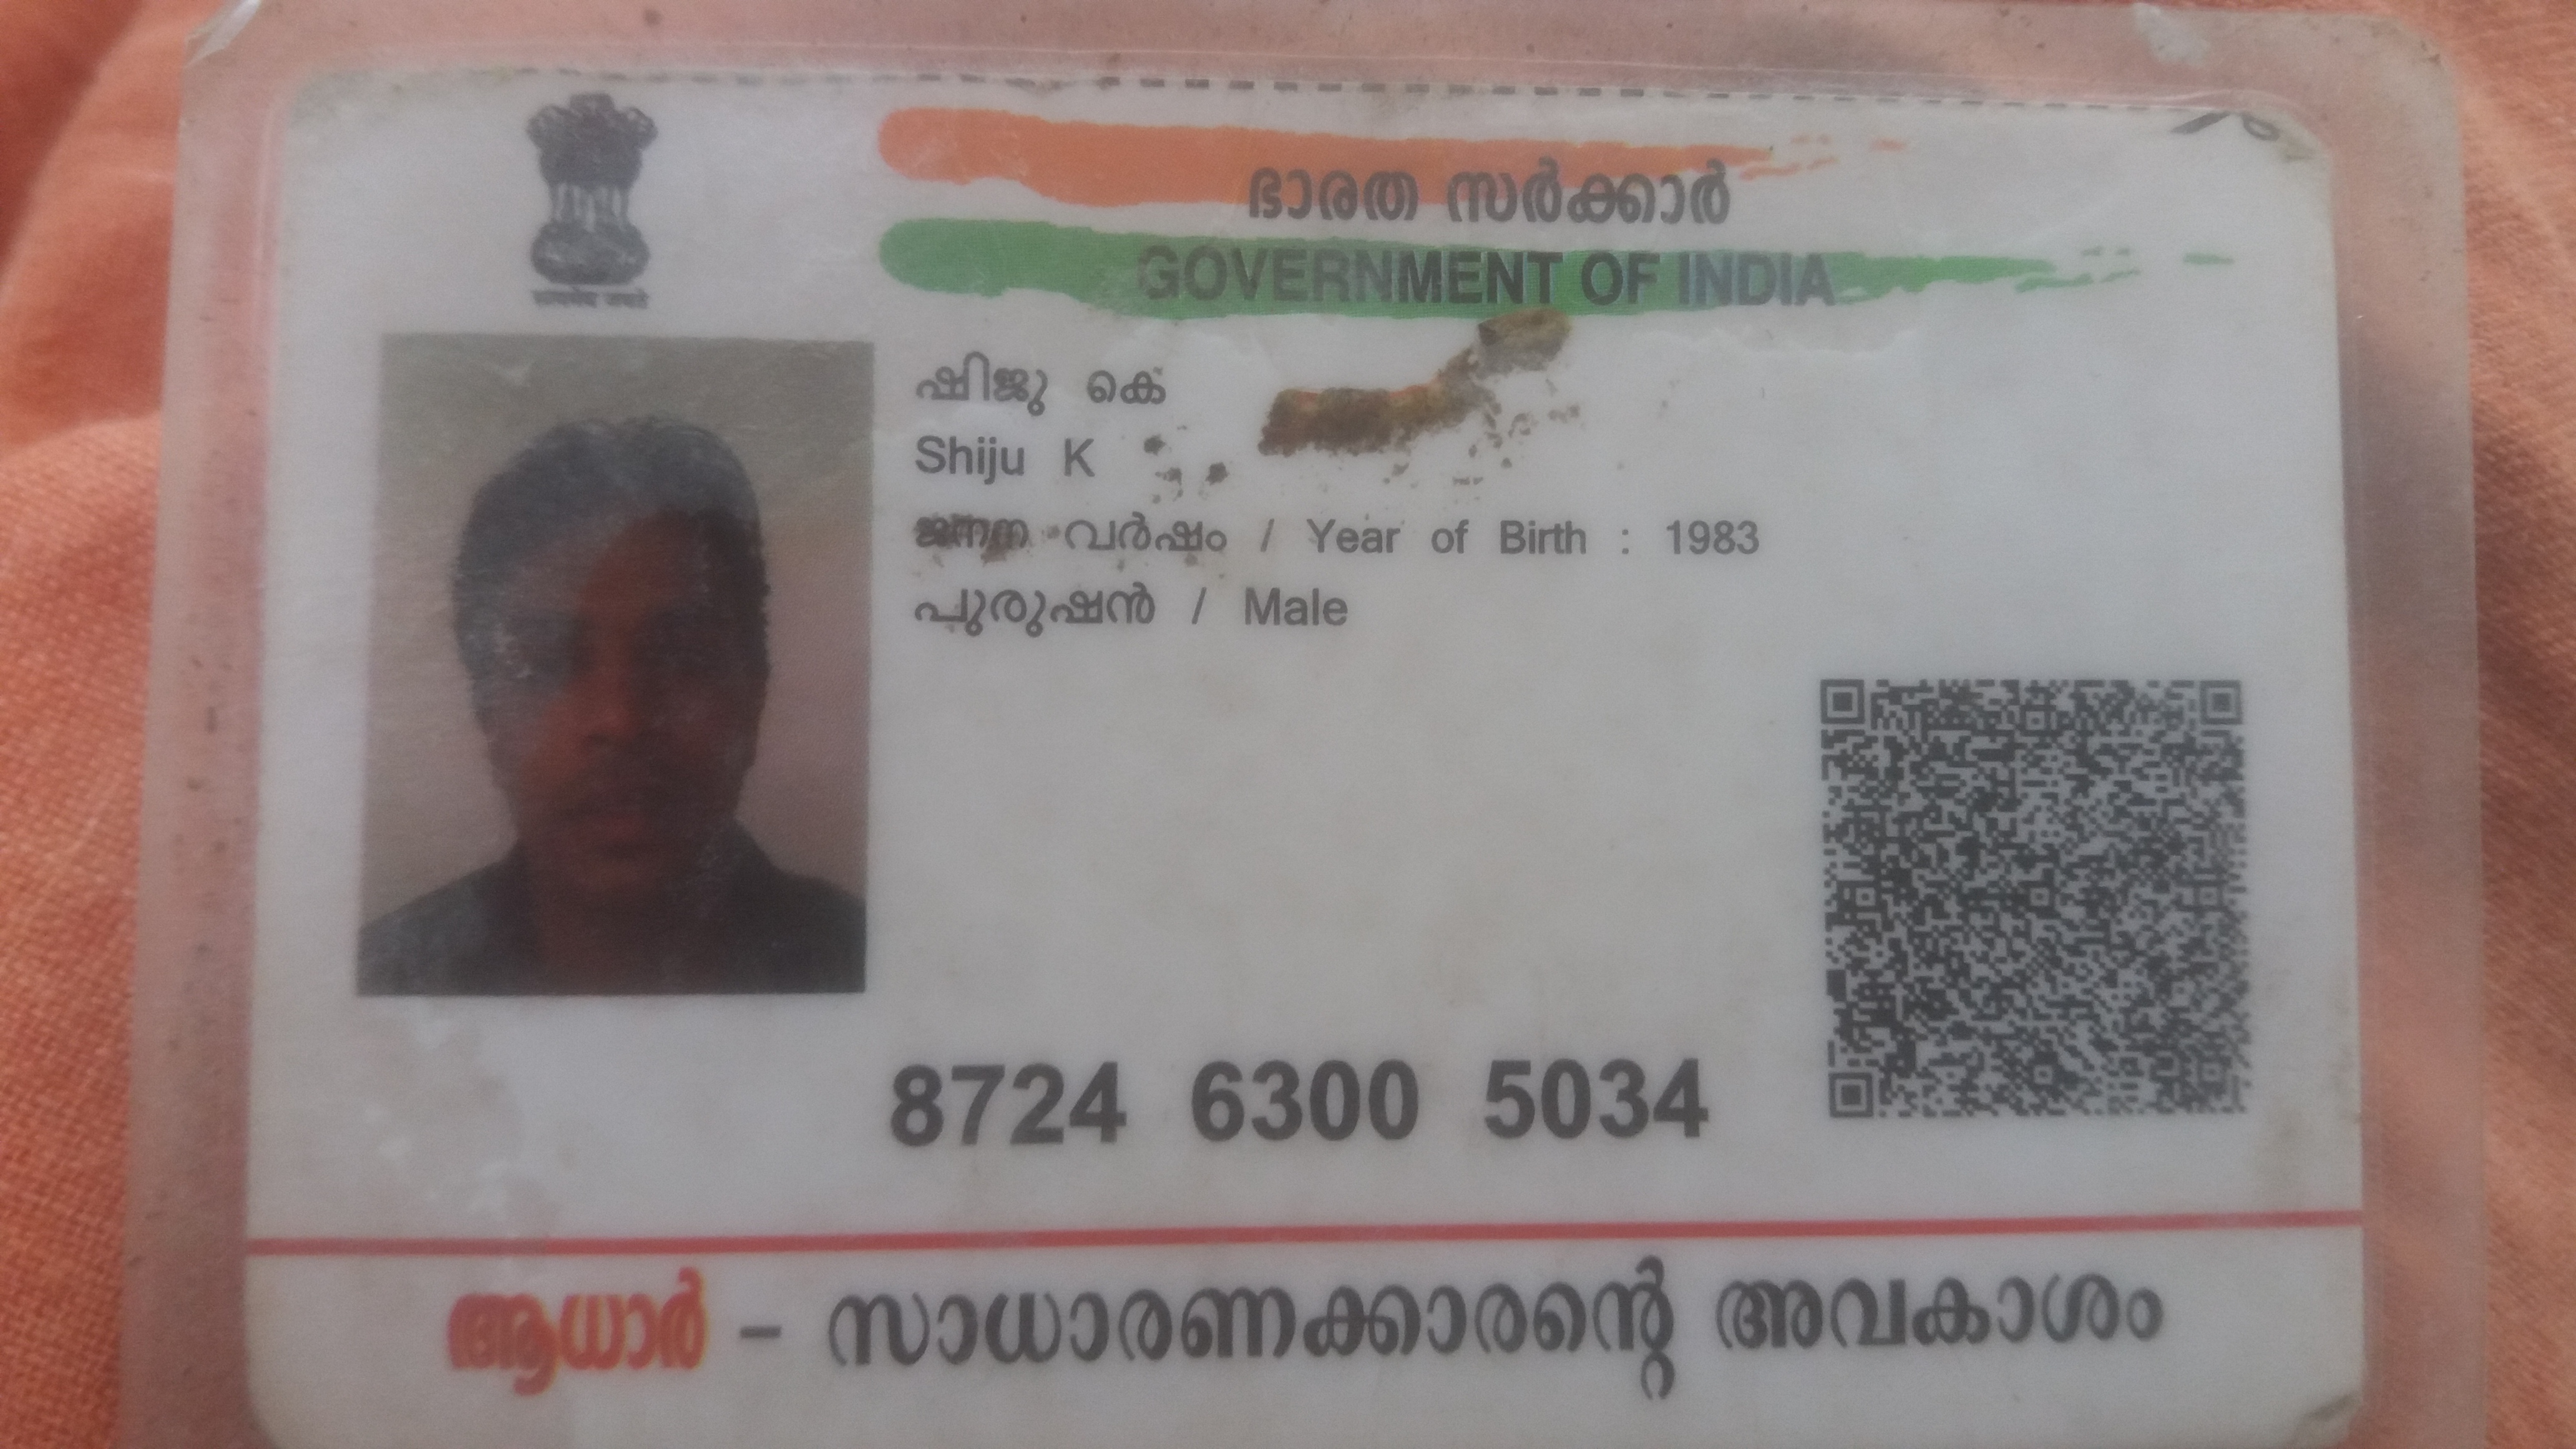 ഭാരത സർക്കാർ
GOVERNMENT OF INDIA
ഷിജു കെ
Shiju K
ജനന വർഷം / Year of Birth : 1983
പുരുഷൻ / Male
8724 6300 5034
ആധാർ - സാധാരണക്കാരന്റെ അവകാശം